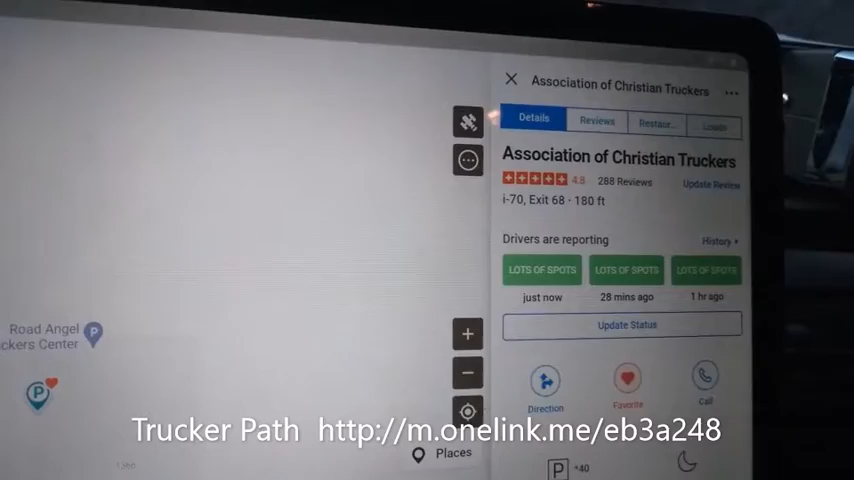 Association of Christian Truckers
Details
Reviews
Restaur...
Loads
Association of Christian Truckers
4.8 288 Reviews
Update Review
i-70, Exit 68 · 180 ft
Drivers are reporting
History
LOTS OF SPOTS
LOTS OF SPOTS
LOTS OF SPOTS
just now
28 mins ago
1 hr ago
Update Status
Direction
Favorite
Call
P +40
Road Angel
ckers Center
P
P
Places
Trucker Path http://m.onelink.me/eb3a248